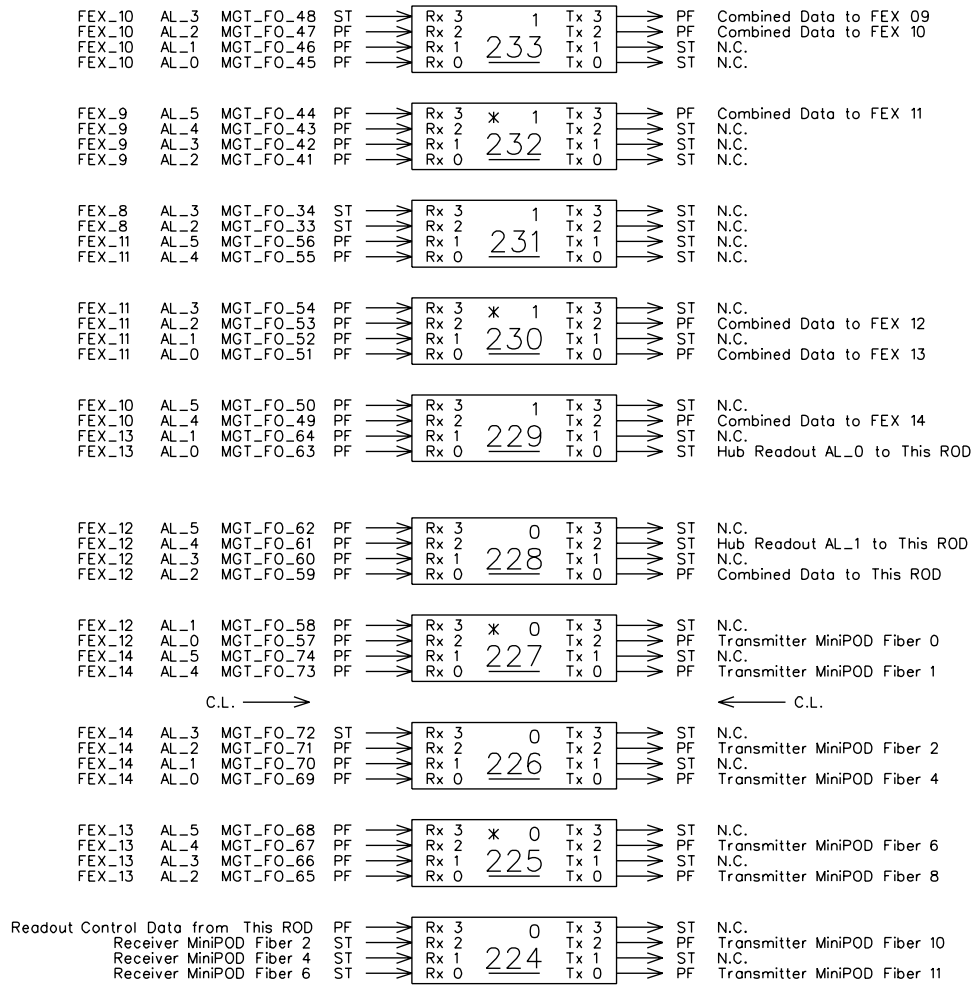 FEX_10 AL_3 MGT_FO_48 ST Rx 3 1 Tx 3 PF Combined Data to FEX 09
FEX_10 AL_2 MGT_FO_47 PF Rx 2 Tx 2 PF Combined Data to FEX 10
FEX_10 AL_1 MGT_FO_46 PF Rx 1 233 Tx 1 ST N.C.
FEX_10 AL_0 MGT_FO_45 PF Rx 0 Tx 0 ST N.C.
FEX_9 AL_5 MGT_FO_44 PF Rx 3 * 1 Tx 3 PF Combined Data to FEX 11
FEX_9 AL_4 MGT_FO_43 PF Rx 2 Tx 2 ST N.C.
FEX_9 AL_3 MGT_FO_42 PF Rx 1 232 Tx 1 ST N.C.
FEX_9 AL_2 MGT_FO_41 PF Rx 0 Tx 0 ST N.C.
FEX_8 AL_3 MGT_FO_34 ST Rx 3 1 Tx 3 ST N.C.
FEX_8 AL_2 MGT_FO_33 ST Rx 2 Tx 2 ST N.C.
FEX_11 AL_5 MGT_FO_56 PF Rx 1 231 Tx 1 ST N.C.
FEX_11 AL_4 MGT_FO_55 PF Rx 0 Tx 0 ST N.C.
FEX_11 AL_3 MGT_FO_54 PF Rx 3 * 1 Tx 3 ST N.C.
FEX_11 AL_2 MGT_FO_53 PF Rx 2 Tx 2 PF Combined Data to FEX 12
FEX_11 AL_1 MGT_FO_52 PF Rx 1 230 Tx 1 ST N.C.
FEX_11 AL_0 MGT_FO_51 PF Rx 0 Tx 0 PF Combined Data to FEX 13
FEX_10 AL_5 MGT_FO_50 PF Rx 3 1 Tx 3 ST N.C.
FEX_10 AL_4 MGT_FO_49 PF Rx 2 Tx 2 PF Combined Data to FEX 14
FEX_13 AL_1 MGT_FO_64 PF Rx 1 229 Tx 1 ST N.C.
FEX_13 AL_0 MGT_FO_63 PF Rx 0 Tx 0 ST Hub Readout AL_0 to This ROD
FEX_12 AL_5 MGT_FO_62 PF Rx 3 0 Tx 3 ST N.C.
FEX_12 AL_4 MGT_FO_61 PF Rx 2 Tx 2 ST Hub Readout AL_1 to This ROD
FEX_12 AL_3 MGT_FO_60 PF Rx 1 228 Tx 1 ST N.C.
FEX_12 AL_2 MGT_FO_59 PF Rx 0 Tx 0 PF Combined Data to This ROD
FEX_12 AL_1 MGT_FO_58 PF Rx 3 * 0 Tx 3 ST N.C.
FEX_12 AL_0 MGT_FO_57 PF Rx 2 Tx 2 PF Transmitter MiniPOD Fiber 0
FEX_14 AL_5 MGT_FO_74 PF Rx 1 227 Tx 1 ST N.C.
FEX_14 AL_4 MGT_FO_73 PF Rx 0 Tx 0 PF Transmitter MiniPOD Fiber 1
C.L. C.L.
FEX_14 AL_3 MGT_FO_72 ST Rx 3 0 Tx 3 ST N.C.
FEX_14 AL_2 MGT_FO_71 PF Rx 2 Tx 2 PF Transmitter MiniPOD Fiber 2
FEX_14 AL_1 MGT_FO_70 PF Rx 1 226 Tx 1 ST N.C.
FEX_14 AL_0 MGT_FO_69 PF Rx 0 Tx 0 PF Transmitter MiniPOD Fiber 4
FEX_13 AL_5 MGT_FO_68 PF Rx 3 * 0 Tx 3 ST N.C.
FEX_13 AL_4 MGT_FO_67 PF Rx 2 Tx 2 PF Transmitter MiniPOD Fiber 6
FEX_13 AL_3 MGT_FO_66 PF Rx 1 225 Tx 1 ST N.C.
FEX_13 AL_2 MGT_FO_65 PF Rx 0 Tx 0 PF Transmitter MiniPOD Fiber 8
Readout Control Data from This ROD PF Rx 3 0 Tx 3 ST N.C.
Receiver MiniPOD Fiber 2 ST Rx 2 Tx 2 PF Transmitter MiniPOD Fiber 10
Receiver MiniPOD Fiber 4 ST Rx 1 224 Tx 1 ST N.C.
Receiver MiniPOD Fiber 6 ST Rx 0 Tx 0 PF Transmitter MiniPOD Fiber 11